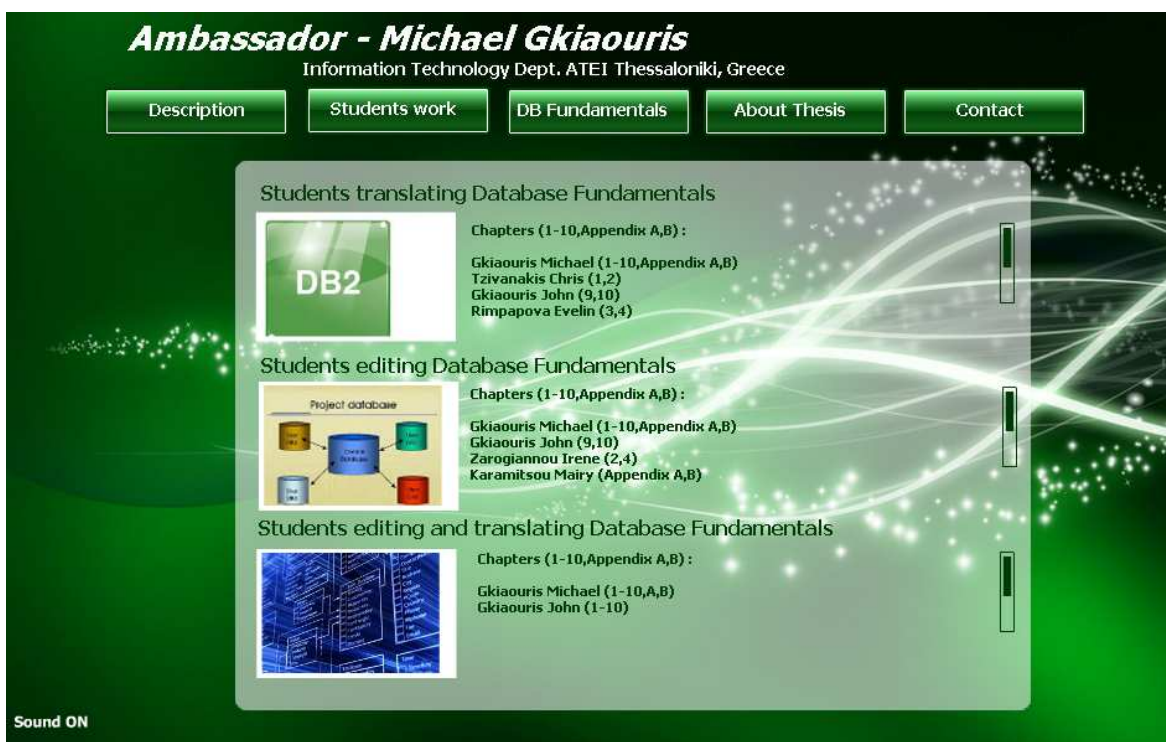 Ambassador - Michael Gkiaouris
Information Technology Dept. ATEI Thessaloniki, Greece
Description
Students work
DB Fundamentals
About Thesis
Contact
Students translating Database Fundamentals
DB2
Chapters (1-10,Appendix A,B) :
Gkiaouris Michael (1-10,Appendix A,B)
Tzivanakis Chris (1,2)
Gkiaouris John (9,10)
Rimpapova Evelin (3,4)
Students editing Database Fundamentals
Project database
Chapters (1-10,Appendix A,B) :
Gkiaouris Michael (1-10,Appendix A,B)
Gkiaouris John (9,10)
Zarogiannou Irene (2,4)
Karamitsou Mairy (Appendix A,B)
Students editing and translating Database Fundamentals
Chapters (1-10,Appendix A,B) :
Gkiaouris Michael (1-10,A,B)
Gkiaouris John (1-10)
Sound ON